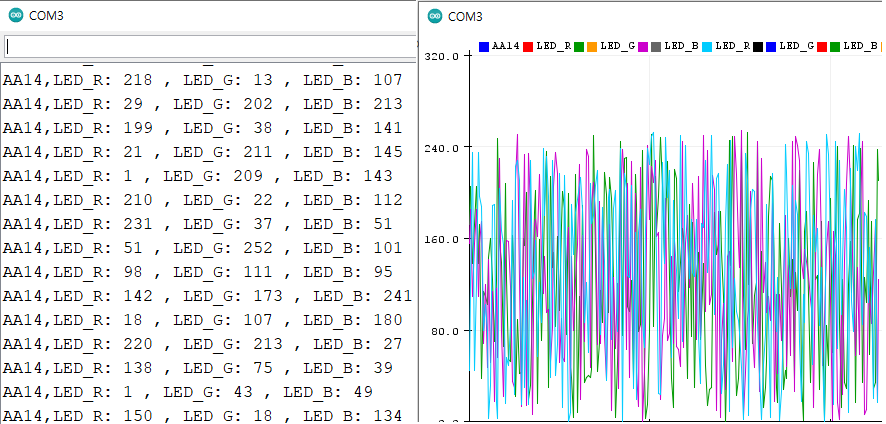 COM3
AA14,LED_R: 218 , LED_G: 13 , LED_B: 107
AA14,LED_R: 29 , LED_G: 202 , LED_B: 213
AA14,LED_R: 199 , LED_G: 38 , LED_B: 141
AA14,LED_R: 21 , LED_G: 211 , LED_B: 145
AA14,LED_R: 1 , LED_G: 209 , LED_B: 143
AA14,LED_R: 210 , LED_G: 22 , LED_B: 112
AA14,LED_R: 231 , LED_G: 37 , LED_B: 51
AA14,LED_R: 51 , LED_G: 252 , LED_B: 101
AA14,LED_R: 98 , LED_G: 111 , LED_B: 95
AA14,LED_R: 142 , LED_G: 173 , LED_B: 241
AA14,LED_R: 18 , LED_G: 107 , LED_B: 180
AA14,LED_R: 220 , LED_G: 213 , LED_B: 27
AA14,LED_R: 138 , LED_G: 75 , LED_B: 39
AA14,LED_R: 1 , LED_G: 43 , LED_B: 49
AA14,LED_R: 150 , LED_G: 18 , LED_B: 134
COM3
AA14 LED_R LED_G LED_B LED_R LED_G LED_B
320.0
240.0
160.0
80.0